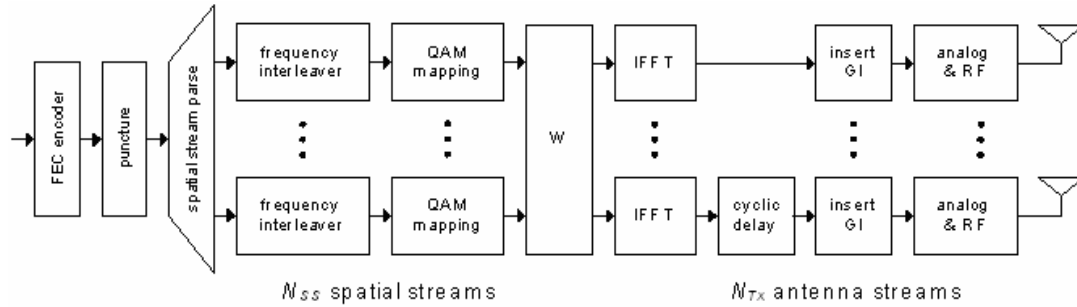 FEC encoder
puncture
spatial stream parse
frequency
interleaver
QAM
mapping
W
IFFT
insert
GI
analog
& RF
frequency
interleaver
QAM
mapping
IFFT
cyclic
delay
insert
GI
analog
& RF
N_SS spatial streams
N_Tx antenna streams